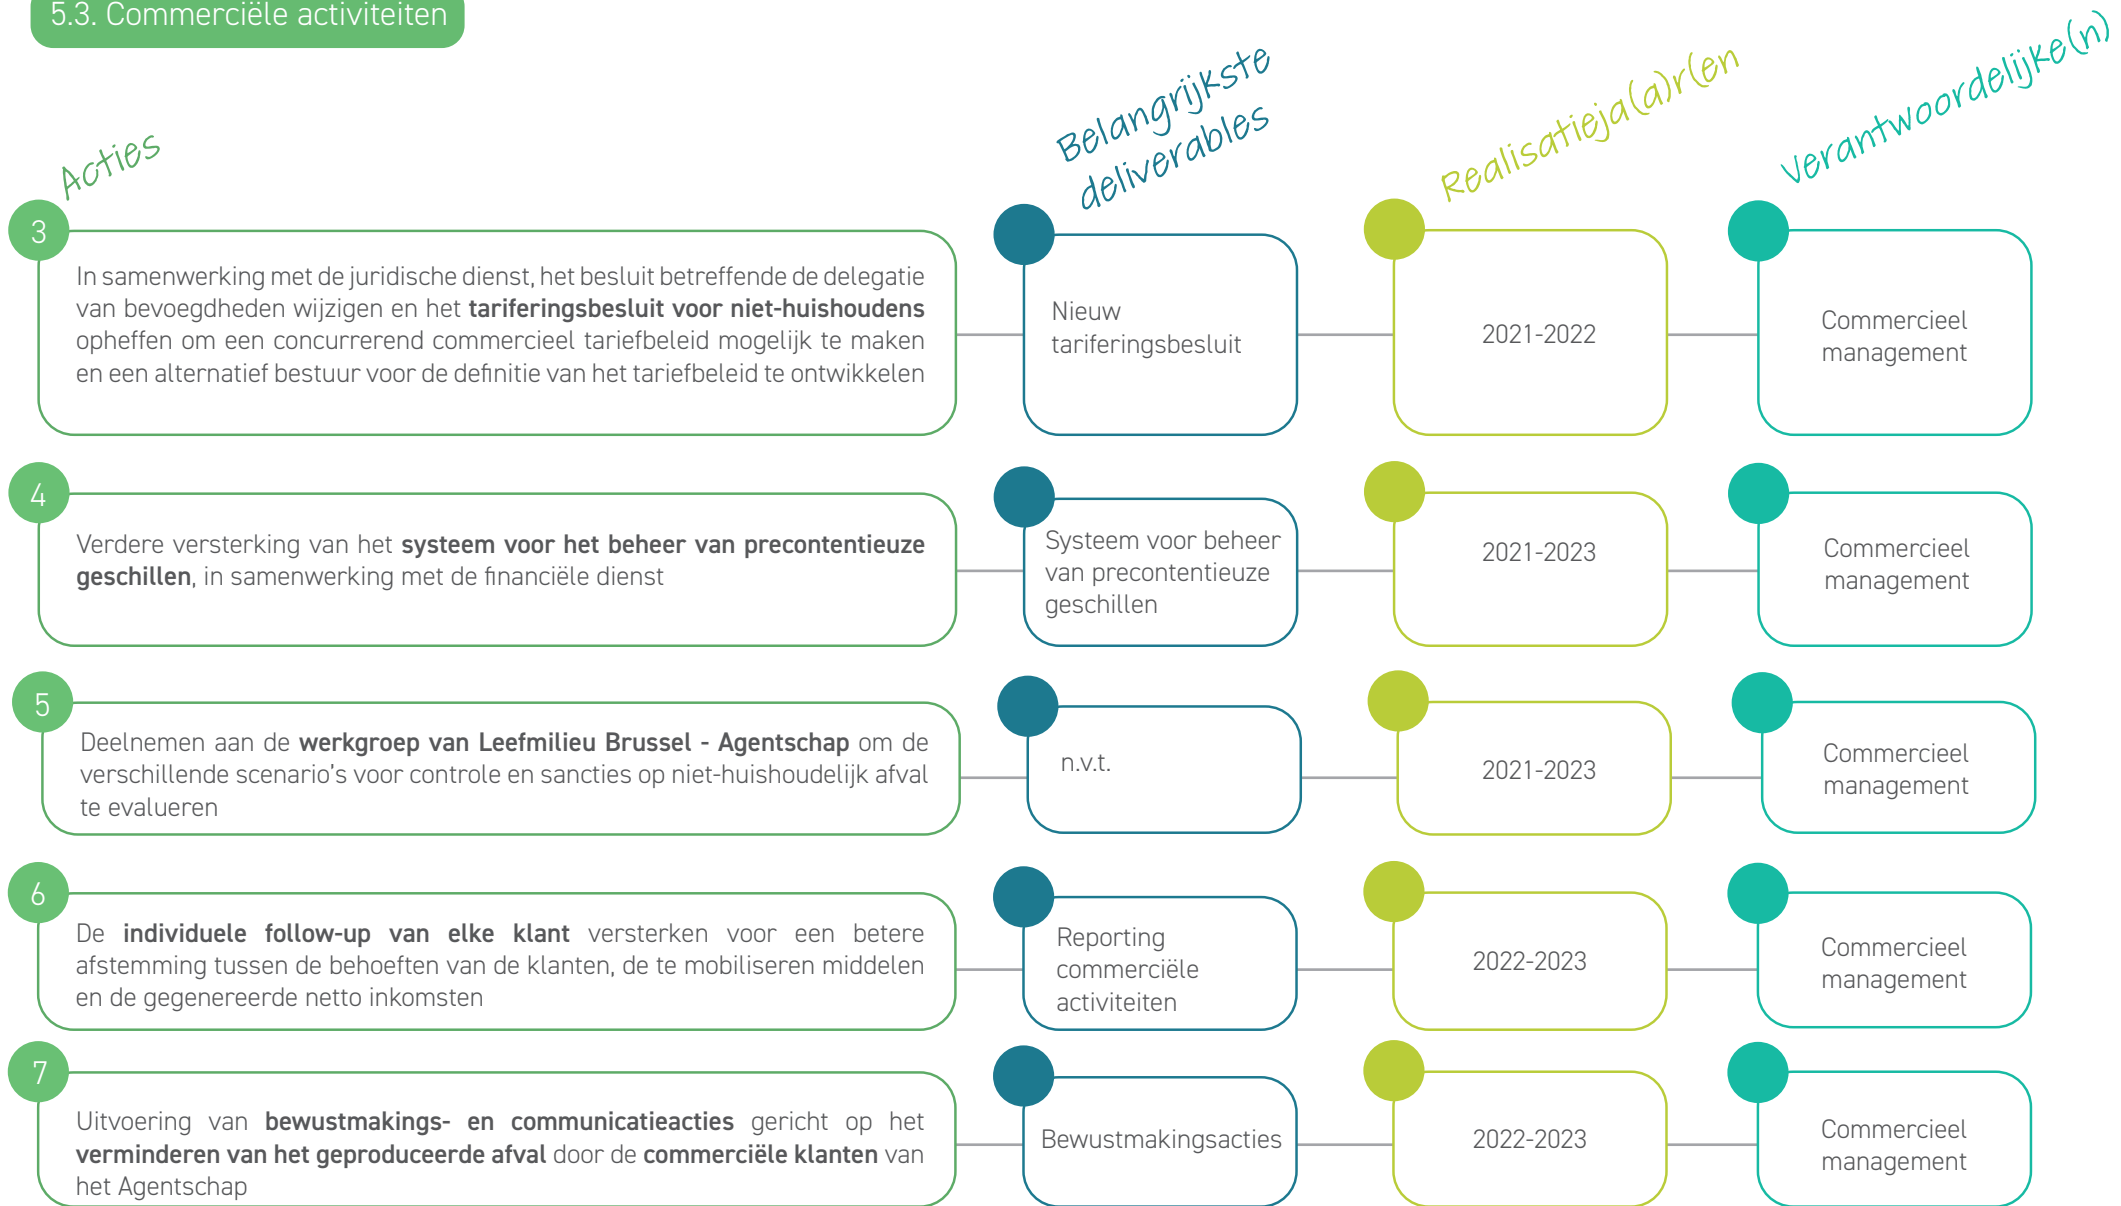 5.3. Commerciële activiteiten
Acties
Belangrijkste
deliverables
Realisatieja(a)r(en
Verantwoordelijke(n)
3
In samenwerking met de juridische dienst, het besluit betreffende de delegatie
van bevoegdheden wijzigen en het tariferingsbesluit voor niet-huishoudens
opheffen om een concurrerend commercieel tariefbeleid mogelijk te maken
en een alternatief bestuur voor de definitie van het tariefbeleid te ontwikkelen
Nieuw
tariferingsbesluit
2021-2022
Commercieel
management
4
Verdere versterking van het systeem voor het beheer van precontentieuze
geschillen, in samenwerking met de financiële dienst
Systeem voor beheer
van precontentieuze
geschillen
2021-2023
Commercieel
management
5
Deelnemen aan de werkgroep van Leefmilieu Brussel - Agentschap om de
verschillende scenario's voor controle en sancties op niet-huishoudelijk afval
te evalueren
n.v.t.
2021-2023
Commercieel
management
6
De individuele follow-up van elke klant versterken voor een betere
afstemming tussen de behoeften van de klanten, de te mobiliseren middelen
en de gegenereerde netto inkomsten
Reporting
commerciële
activiteiten
2022-2023
Commercieel
management
7
Uitvoering van bewustmakings- en communicatieacties gericht op het
verminderen van het geproduceerde afval door de commerciële klanten van
het Agentschap
Bewustmakingsacties
2022-2023
Commercieel
management